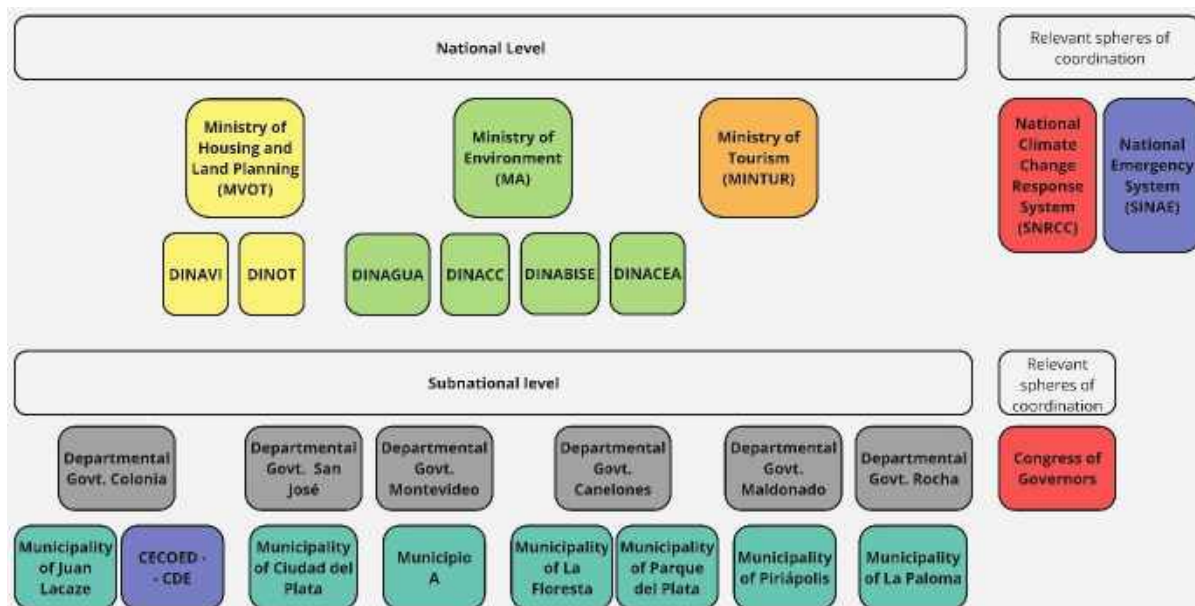 National Level
Relevant spheres of
coordination
Ministry of
Housing and
Land Planning
(MVOT)
Ministry of
Environment
(MA)
Ministry of
Tourism
(MINTUR)
National
Climate
Change
Response
System
(SNRCC)
National
Emergency
System
(SINAE)
DINAVI
DINOT
DINAGUA
DINACC
DINABISE
DINACEA
Subnational level
Relevant
spheres of
coordination
Departmental
Govt. Colonia
Departmental
Govt. San
José
Departmental
Govt.
Montevideo
Departmental
Govt.
Canelones
Departmental
Govt.
Maldonado
Departmental
Govt. Rocha
Congress of
Governors
Municipality
of Juan
Lacaze
CECOED -
- CDE
Municipality
of Ciudad del
Plata
Municipio
A
Municipality
of La
Floresta
Municipality
of Parque
del Plata
Municipality
of Piriápolis
Municipality
of La Paloma